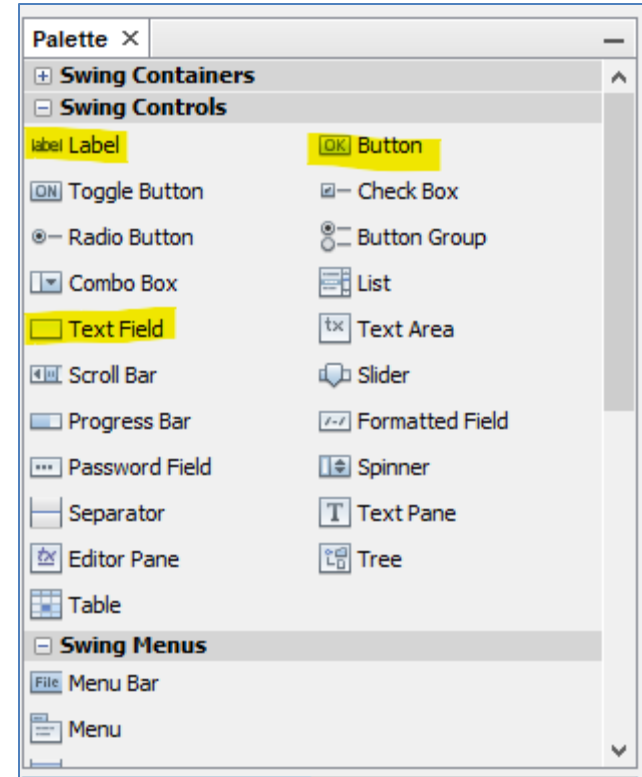 Palette
Swing Containers
Swing Controls
label Label
OK Button
ON Toggle Button
Check Box
Radio Button
Button Group
Combo Box
List
Text Field
tx Text Area
Scroll Bar
Slider
Progress Bar
Formatted Field
Password Field
Spinner
Separator
T Text Pane
Editor Pane
Tree
Table
Swing Menus
File Menu Bar
Menu